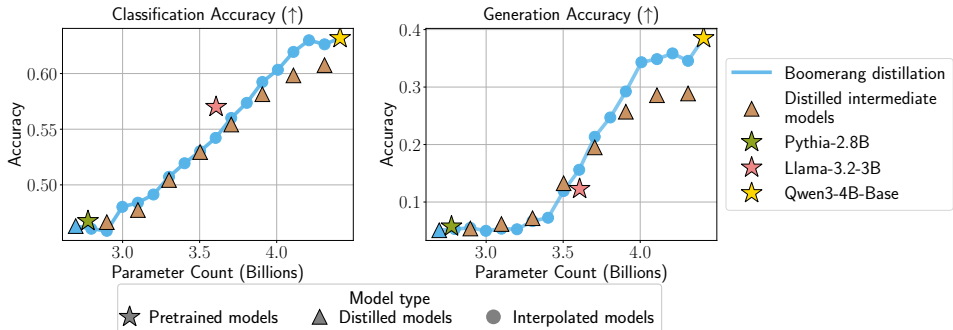 Classification Accuracy (↑)
Accuracy
0.60
0.55
0.50
3.0 3.5 4.0
Parameter Count (Billions)
Generation Accuracy (↑)
Accuracy
0.4
0.3
0.2
0.1
3.0 3.5 4.0
Parameter Count (Billions)
Boomerang distillation
Distilled intermediate
models
Pythia-2.8B
Llama-3.2-3B
Qwen3-4B-Base
Model type
Pretrained models Distilled models Interpolated models